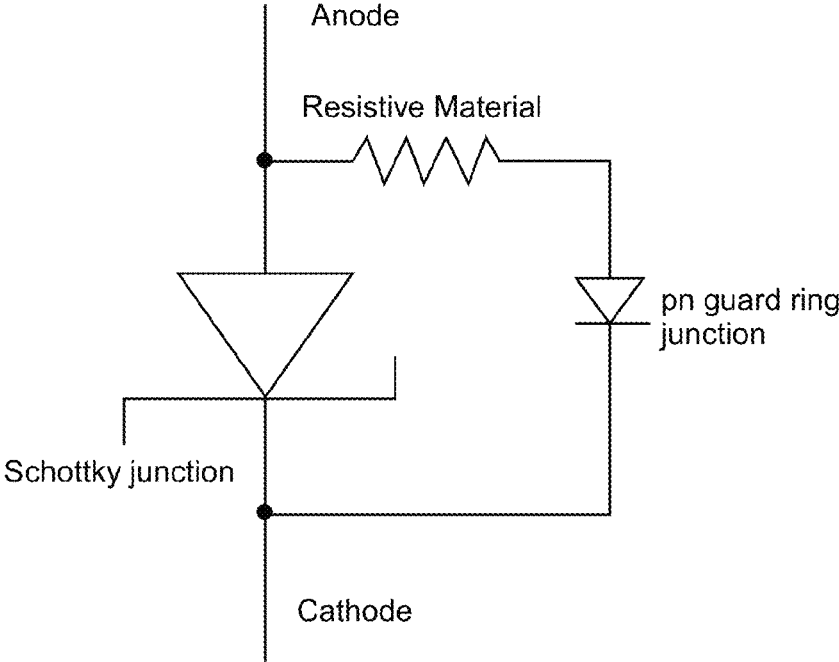 Anode
Resistive Material
pn guard ring
junction
Schottky junction
Cathode